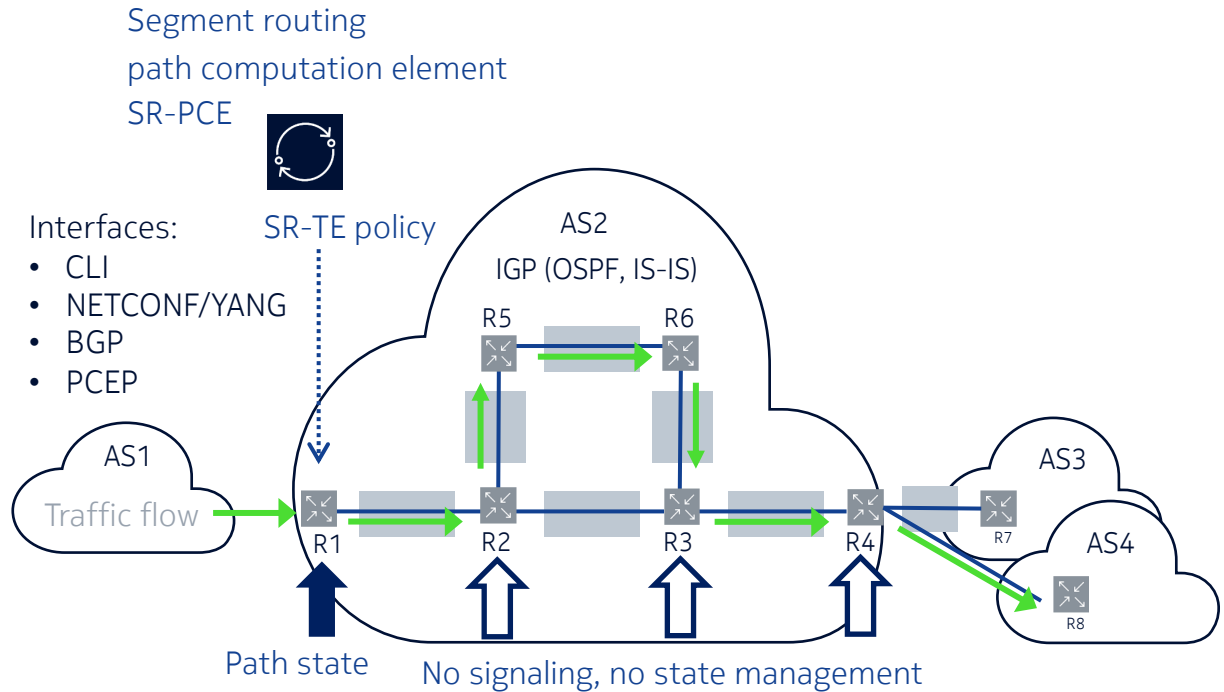 Segment routing
path computation element
SR-PCE
Interfaces:
• CLI
• NETCONF/YANG
• BGP
• PCEP
SR-TE policy
AS2
IGP (OSPF, IS-IS)
R5
R6
AS1
Traffic flow
AS3
R7
AS4
R8
R1
R2
R3
R4
Path state
No signaling, no state management